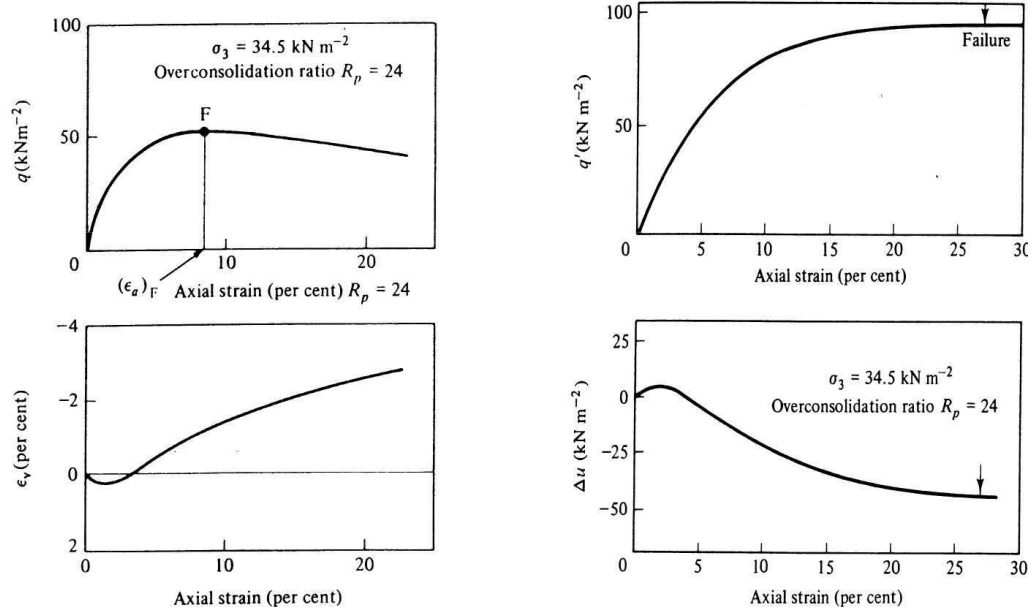 100
σ₃ = 34.5 kN m⁻²
Overconsolidation ratio Rₚ = 24
F
50
q (kNm⁻²)
0
10
20
(ϵₐ)F
Axial strain (per cent) Rₚ = 24
-4
-2
0
2
ϵᵥ (per cent)
0
10
20
Axial strain (per cent)
100
Failure
50
q′ (kN m⁻²)
0
5
10
15
20
25
30
Axial strain (per cent)
25
σ₃ = 34.5 kN m⁻²
Overconsolidation ratio Rₚ = 24
0
-25
-50
Δu (kN m⁻²)
0
5
10
15
20
25
30
Axial strain (per cent)